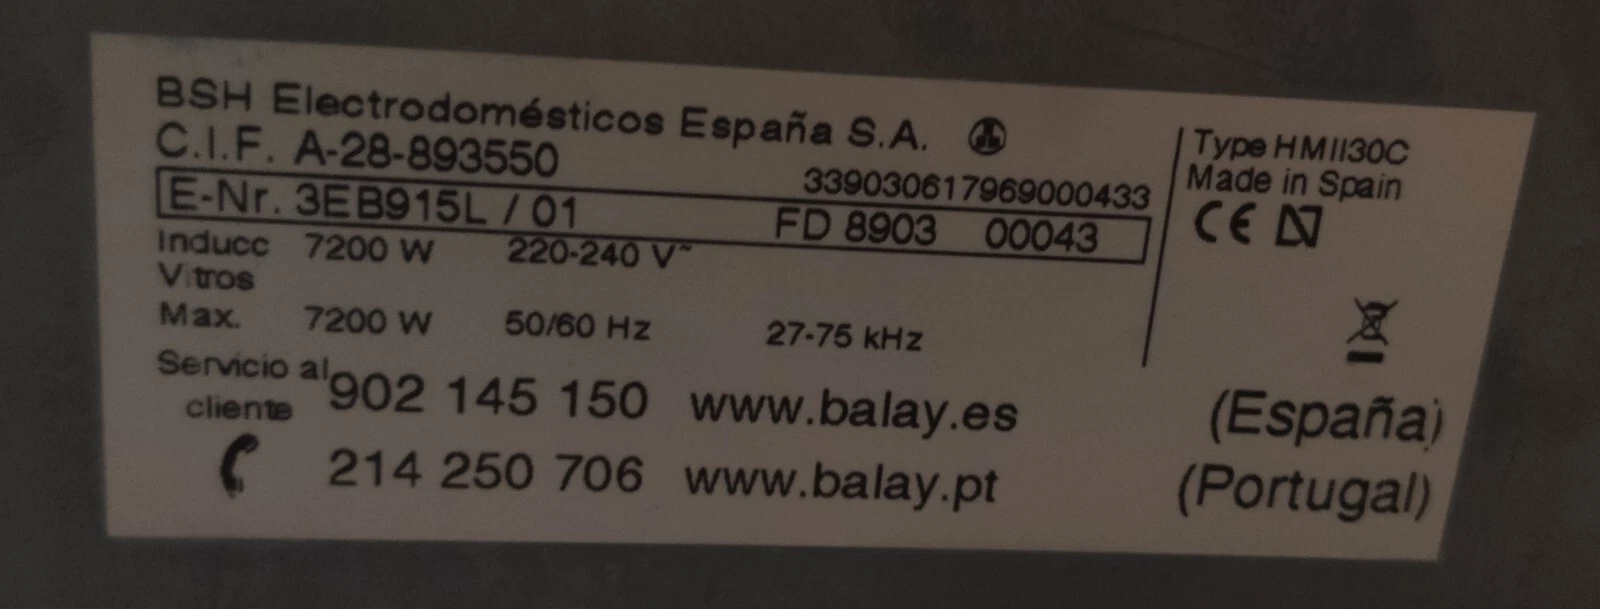 BSH Electrodomésticos España S.A.
C.I.F. A-28-893550
339030617969000433
E-Nr. 3EB915L / 01 FD 8903 00043
Inducc 7200 W 220-240 V~
Vitros
Max. 7200 W 50/60 Hz 27-75 kHz
Servicio al cliente 902 145 150 www.balay.es (España)
214 250 706 www.balay.pt (Portugal)
Type HMII30C
Made in Spain
CE